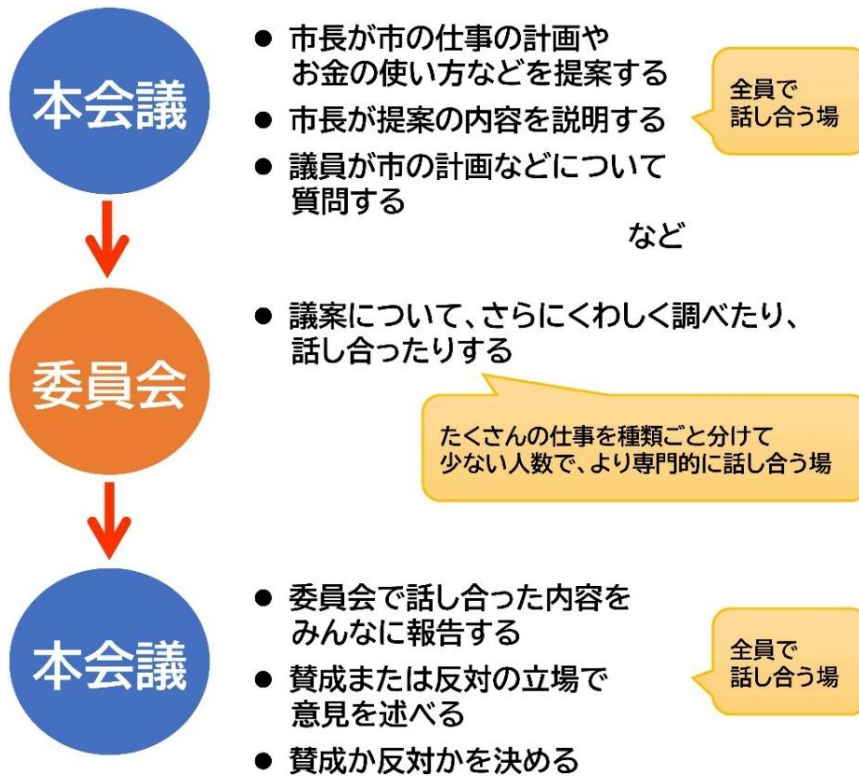 本会議
● 市長が市の仕事の計画や
お金の使い方などを提案する
● 市長が提案の内容を説明する
● 議員が市の計画などについて
質問する
など
全員で
話し合う場
委員会
● 議案について、さらにくわしく調べたり、
話し合ったりする
たくさんの仕事を種類ごと分けて
少ない人数で、より専門的に話し合う場
本会議
● 委員会で話し合った内容を
みんなに報告する
● 賛成または反対の立場で
意見を述べる
● 賛成か反対かを決める
全員で
話し合う場